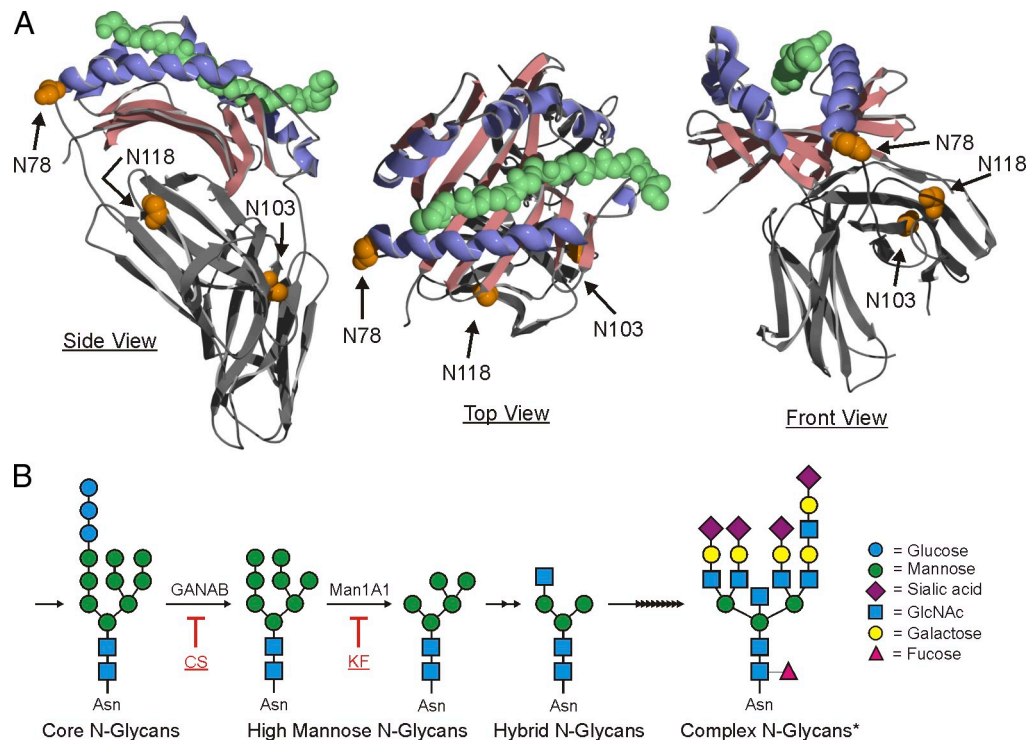 A
N78
N118
N103
Side View
N78
N118
N103
Top View
N78
N118
N103
Front View
B
GANAB
CS
Man1A1
KF
Asn
Asn
Asn
Asn
Asn
Core N-Glycans
High Mannose N-Glycans
Hybrid N-Glycans
Complex N-Glycans*
= Glucose
= Mannose
= Sialic acid
= GlcNAc
= Galactose
= Fucose